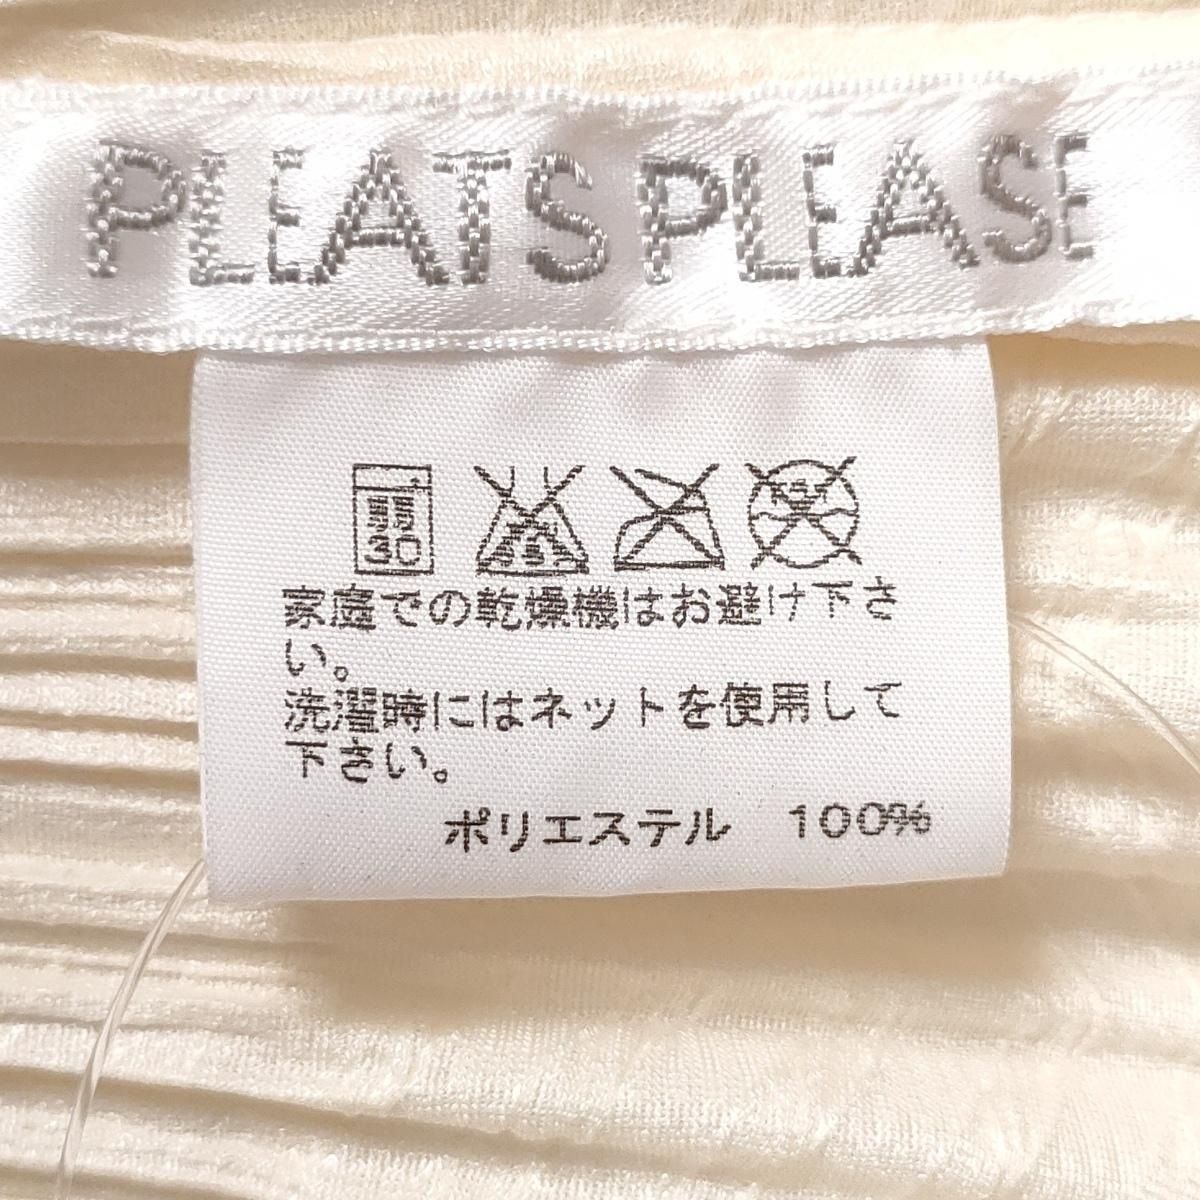 PLEATS PLEASE
弱
30
家庭での乾燥機はお避け下さ
い。
洗濯時にはネットを使用して
下さい。
ポリエステル 100%